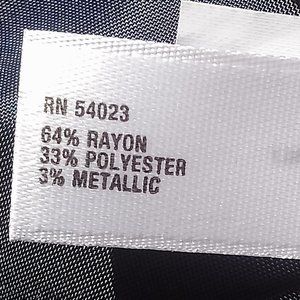 RN 54023
64% RAYON
33% POLYESTER
3% METALLIC